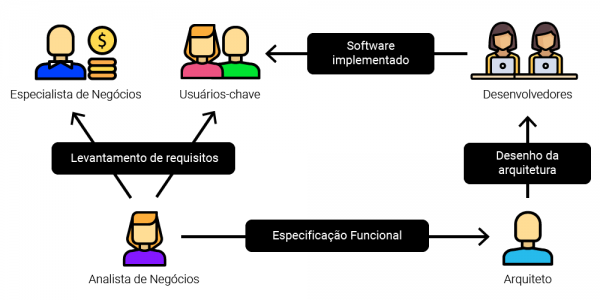 Software
implementado
Especialista de Negócios
Usuários-chave
Desenvolvedores
Levantamento de requisitos
Desenho da
arquitetura
Especificação Funcional
Analista de Negócios
Arquiteto